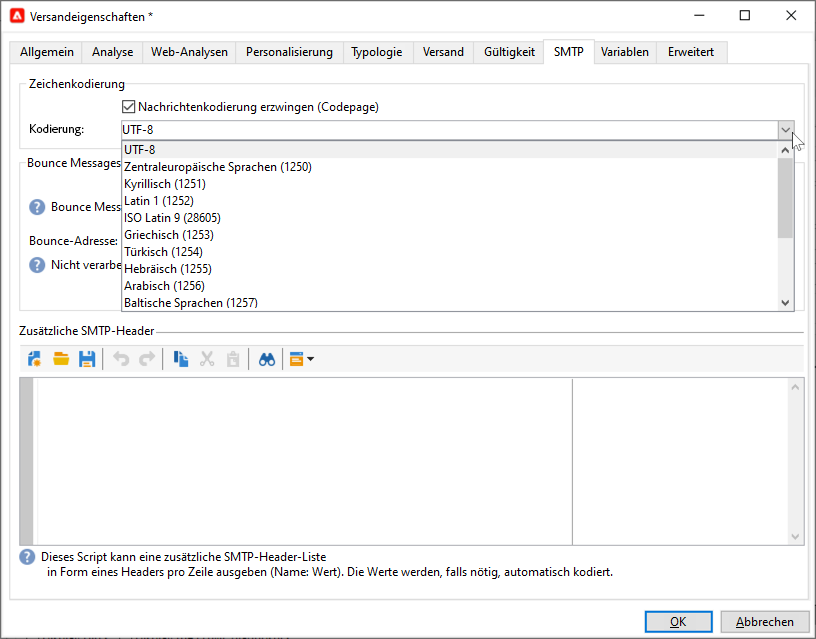 Versandeigenschaften *
Allgemein Analyse Web-Analysen Personalisierung Typologie Versand Gültigkeit SMTP Variablen Erweitert
Zeichenkodierung
Nachrichtenkodierung erzwingen (Codepage)
Kodierung: UTF-8
UTF-8
Zentraleuropäische Sprachen (1250)
Kyrillisch (1251)
Latin 1 (1252)
ISO Latin 9 (28605)
Griechisch (1253)
Türkisch (1254)
Hebräisch (1255)
Arabisch (1256)
Baltische Sprachen (1257)
Bounce Messages
Bounce Mess
Bounce-Adresse:
Nicht verarbe
Zusätzliche SMTP-Header
Dieses Script kann eine zusätzliche SMTP-Header-Liste
in Form eines Headers pro Zeile ausgeben (Name: Wert). Die Werte werden, falls nötig, automatisch kodiert.
OK Abbrechen